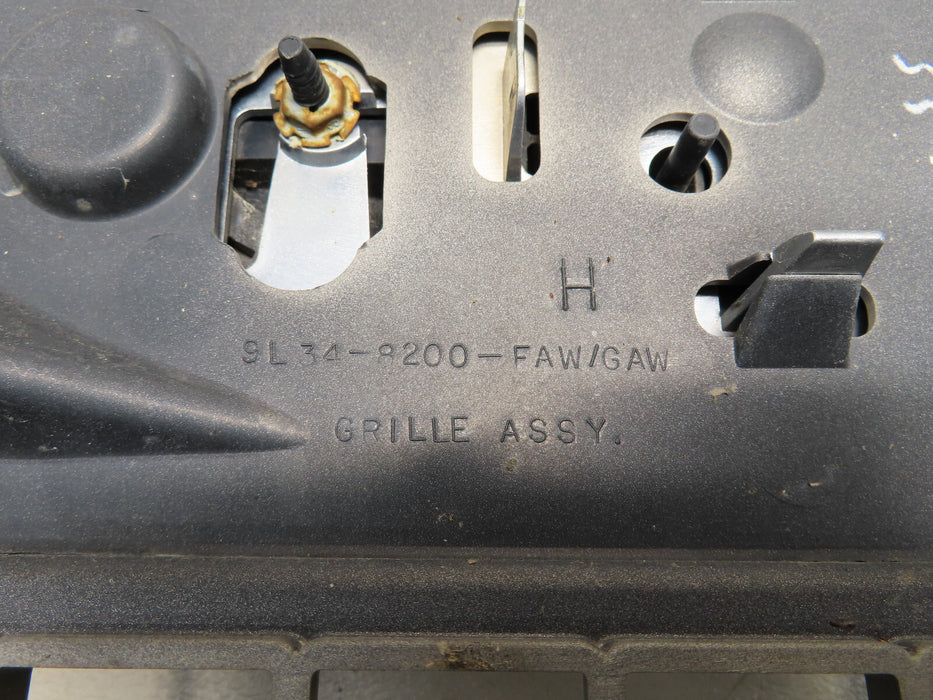 H
9L34-8200-FAW/GAW
GRILLE ASSY.